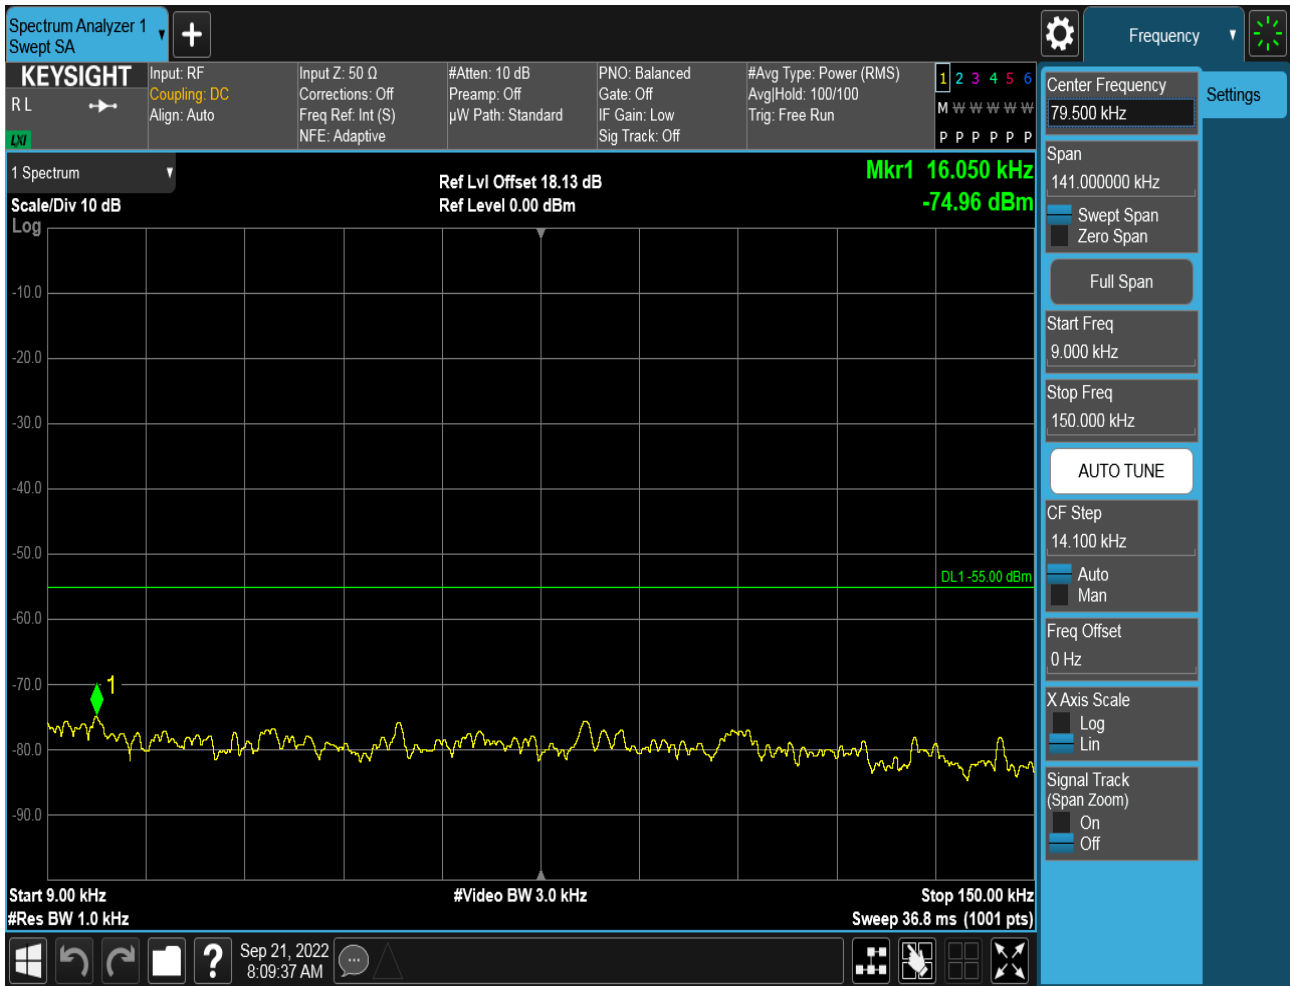 Spectrum Analyzer 1
Swept SA
Frequency
KEYSIGHT
R L
LXI
Input: RF
Coupling: DC
Align: Auto
Input Z: 50 Ω
Corrections: Off
Freq Ref: Int (S)
NFE: Adaptive
#Atten: 10 dB
Preamp: Off
µW Path: Standard
PNO: Balanced
Gate: Off
IF Gain: Low
Sig Track: Off
#Avg Type: Power (RMS)
Avg|Hold: 100/100
Trig: Free Run
1 2 3 4 5 6
M W W W W W
P P P P P P
1 Spectrum
Scale/Div 10 dB
Log
Ref Lvl Offset 18.13 dB
Ref Level 0.00 dBm
Mkr1 16.050 kHz
-74.96 dBm
-10.0
-20.0
-30.0
-40.0
-50.0
DL1 -55.00 dBm
-60.0
-70.0
1
-80.0
-90.0
Start 9.00 kHz
#Res BW 1.0 kHz
#Video BW 3.0 kHz
Stop 150.00 kHz
Sweep 36.8 ms (1001 pts)
Sep 21, 2022
8:09:37 AM
Settings
Center Frequency
79.500 kHz
Span
141.000000 kHz
Swept Span
Zero Span
Full Span
Start Freq
9.000 kHz
Stop Freq
150.000 kHz
AUTO TUNE
CF Step
14.100 kHz
Auto
Man
Freq Offset
0 Hz
X Axis Scale
Log
Lin
Signal Track
(Span Zoom)
On
Off